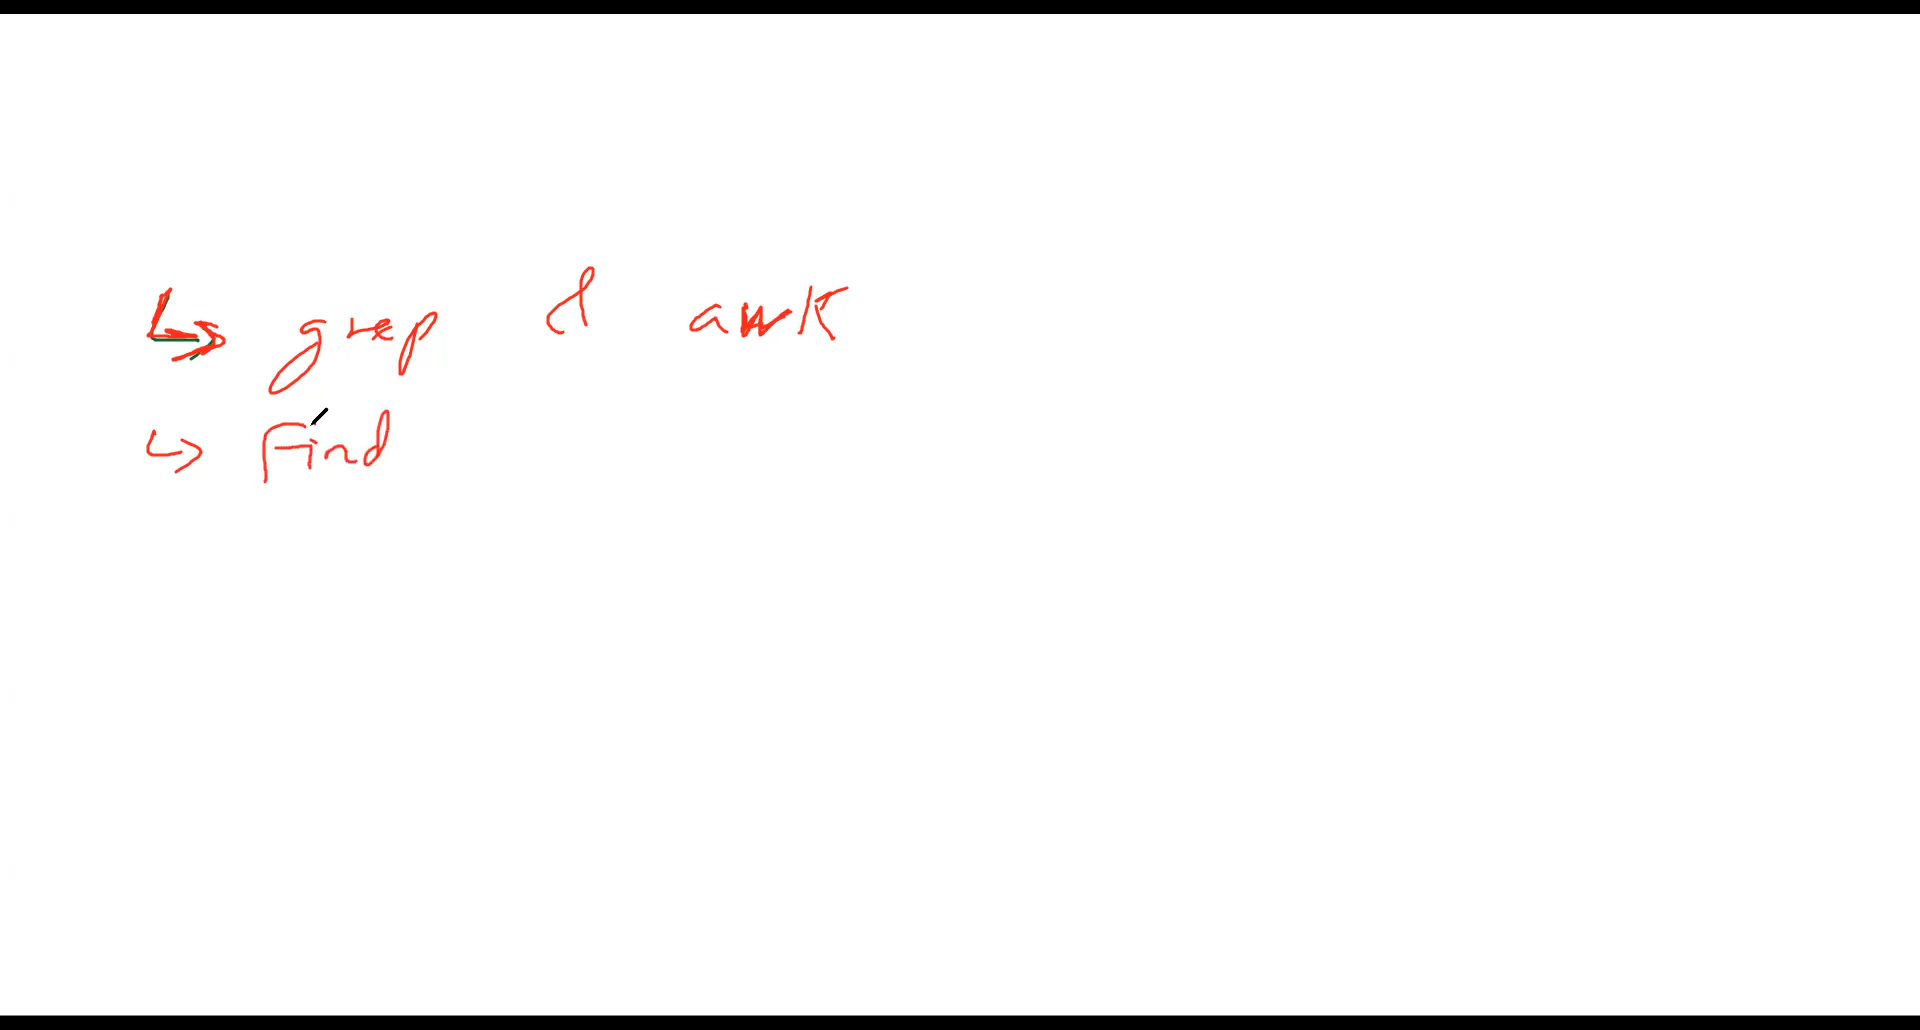 ↳ grep & awk
↳ Find